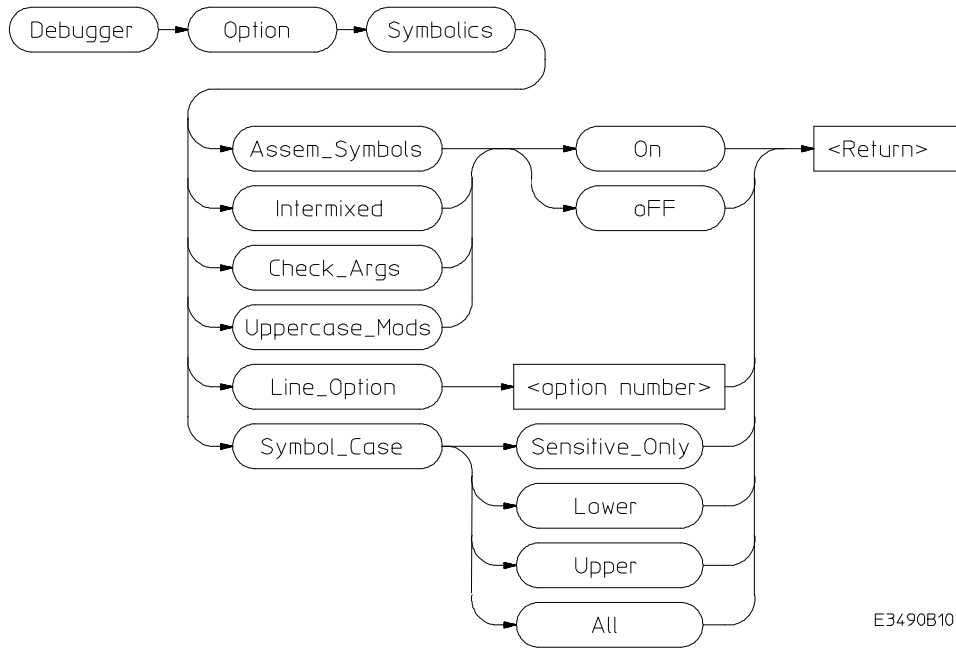 Debugger Option Symbolics
Assem_Symbols On <Return>
Intermixed oFF
Check_Args
Uppercase_Mods
Line_Option <option number>
Symbol_Case Sensitive_Only
Lower
Upper
All
E3490B10